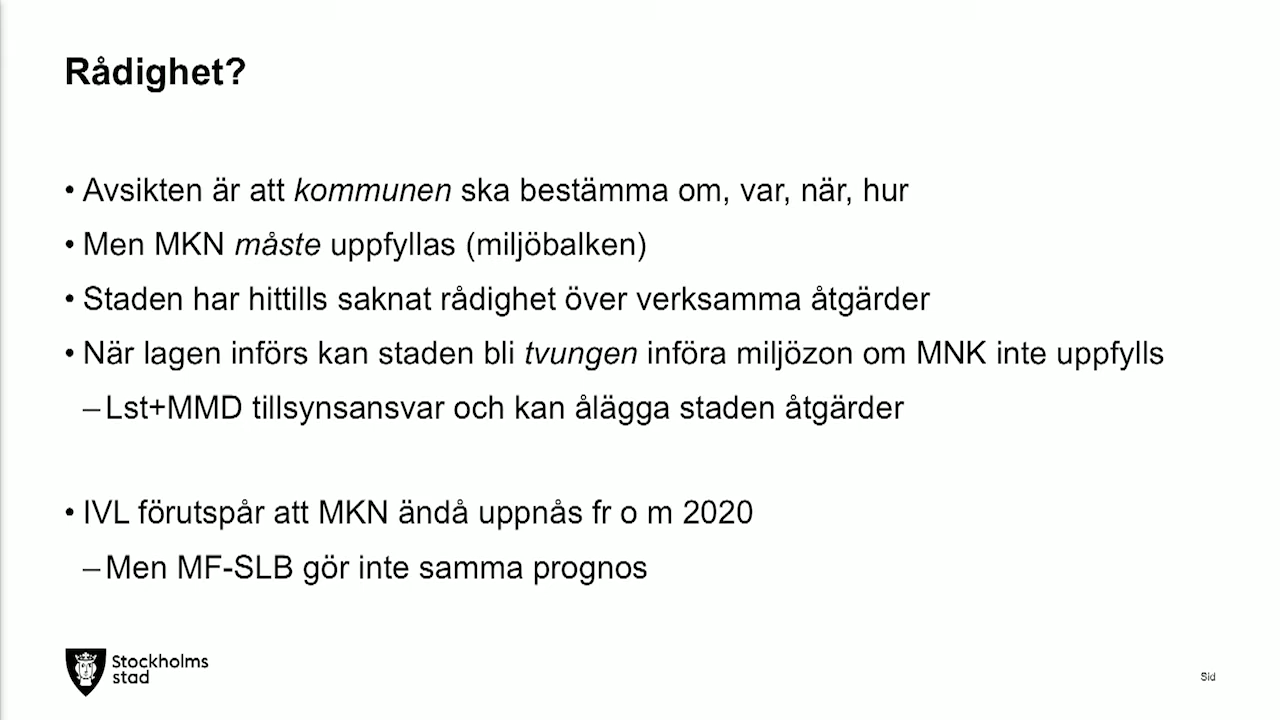 Rådighet?
• Avsikten är att kommunen ska bestämma om, var, när, hur
• Men MKN måste uppfyllas (miljöbalken)
• Staden har hittills saknat rådighet över verksamma åtgärder
• När lagen införs kan staden bli tvungen införa miljözon om MNK inte uppfylls
– Lst+MMD tillsynsansvar och kan ålägga staden åtgärder
• IVL förutspår att MKN ändå uppnås fr o m 2020
– Men MF-SLB gör inte samma prognos
Stockholms
stad
Sid